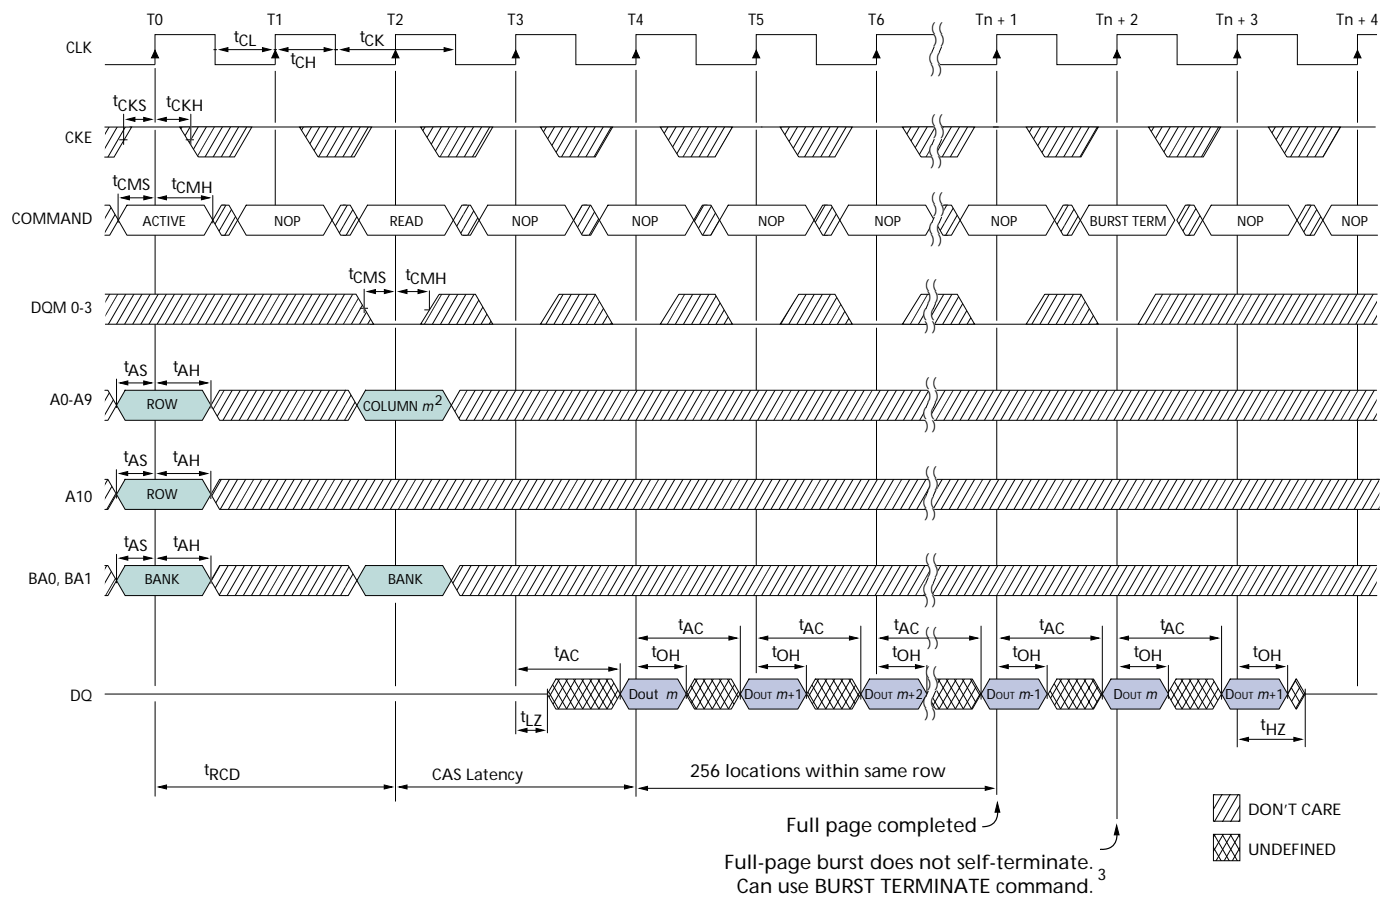 T0 T1 T2 T3 T4 T5 T6 Tn + 1 Tn + 2 Tn + 3 Tn + 4
CLK
tCL tCH tCK
tCKS tCKH
CKE
tCMS tCMH
COMMAND ACTIVE NOP READ NOP NOP NOP NOP NOP BURST TERM NOP NOP
tCMS tCMH
DQM 0-3
tAS tAH
A0-A9 ROW COLUMN m2
tAS tAH
A10 ROW
tAS tAH
BA0, BA1 BANK BANK
tAC tAC tAC tAC tAC
tAC tOH tOH tOH tOH tOH tOH
DQ Dout m DOUT m+1 DOUT m+2 DOUT m-1 DOUT m DOUT m+1
tLZ tHZ
tRCD CAS Latency 256 locations within same row
Full page completed
Full-page burst does not self-terminate. 3
Can use BURST TERMINATE command.
DON'T CARE
UNDEFINED